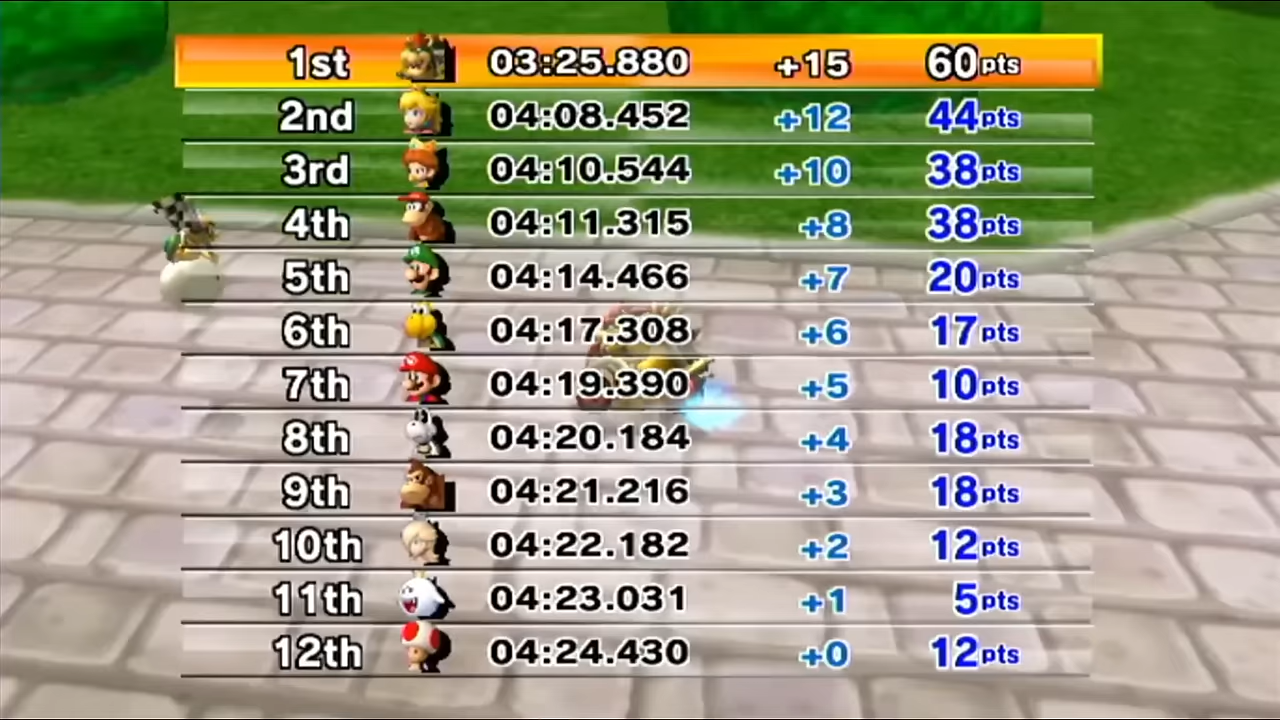 1st 03:25.880 +15 60pts
2nd 04:08.452 +12 44pts
3rd 04:10.544 +10 38pts
4th 04:11.315 +8 38pts
5th 04:14.466 +7 20pts
6th 04:17.308 +6 17pts
7th 04:19.390 +5 10pts
8th 04:20.184 +4 18pts
9th 04:21.216 +3 18pts
10th 04:22.182 +2 12pts
11th 04:23.031 +1 5pts
12th 04:24.430 +0 12pts